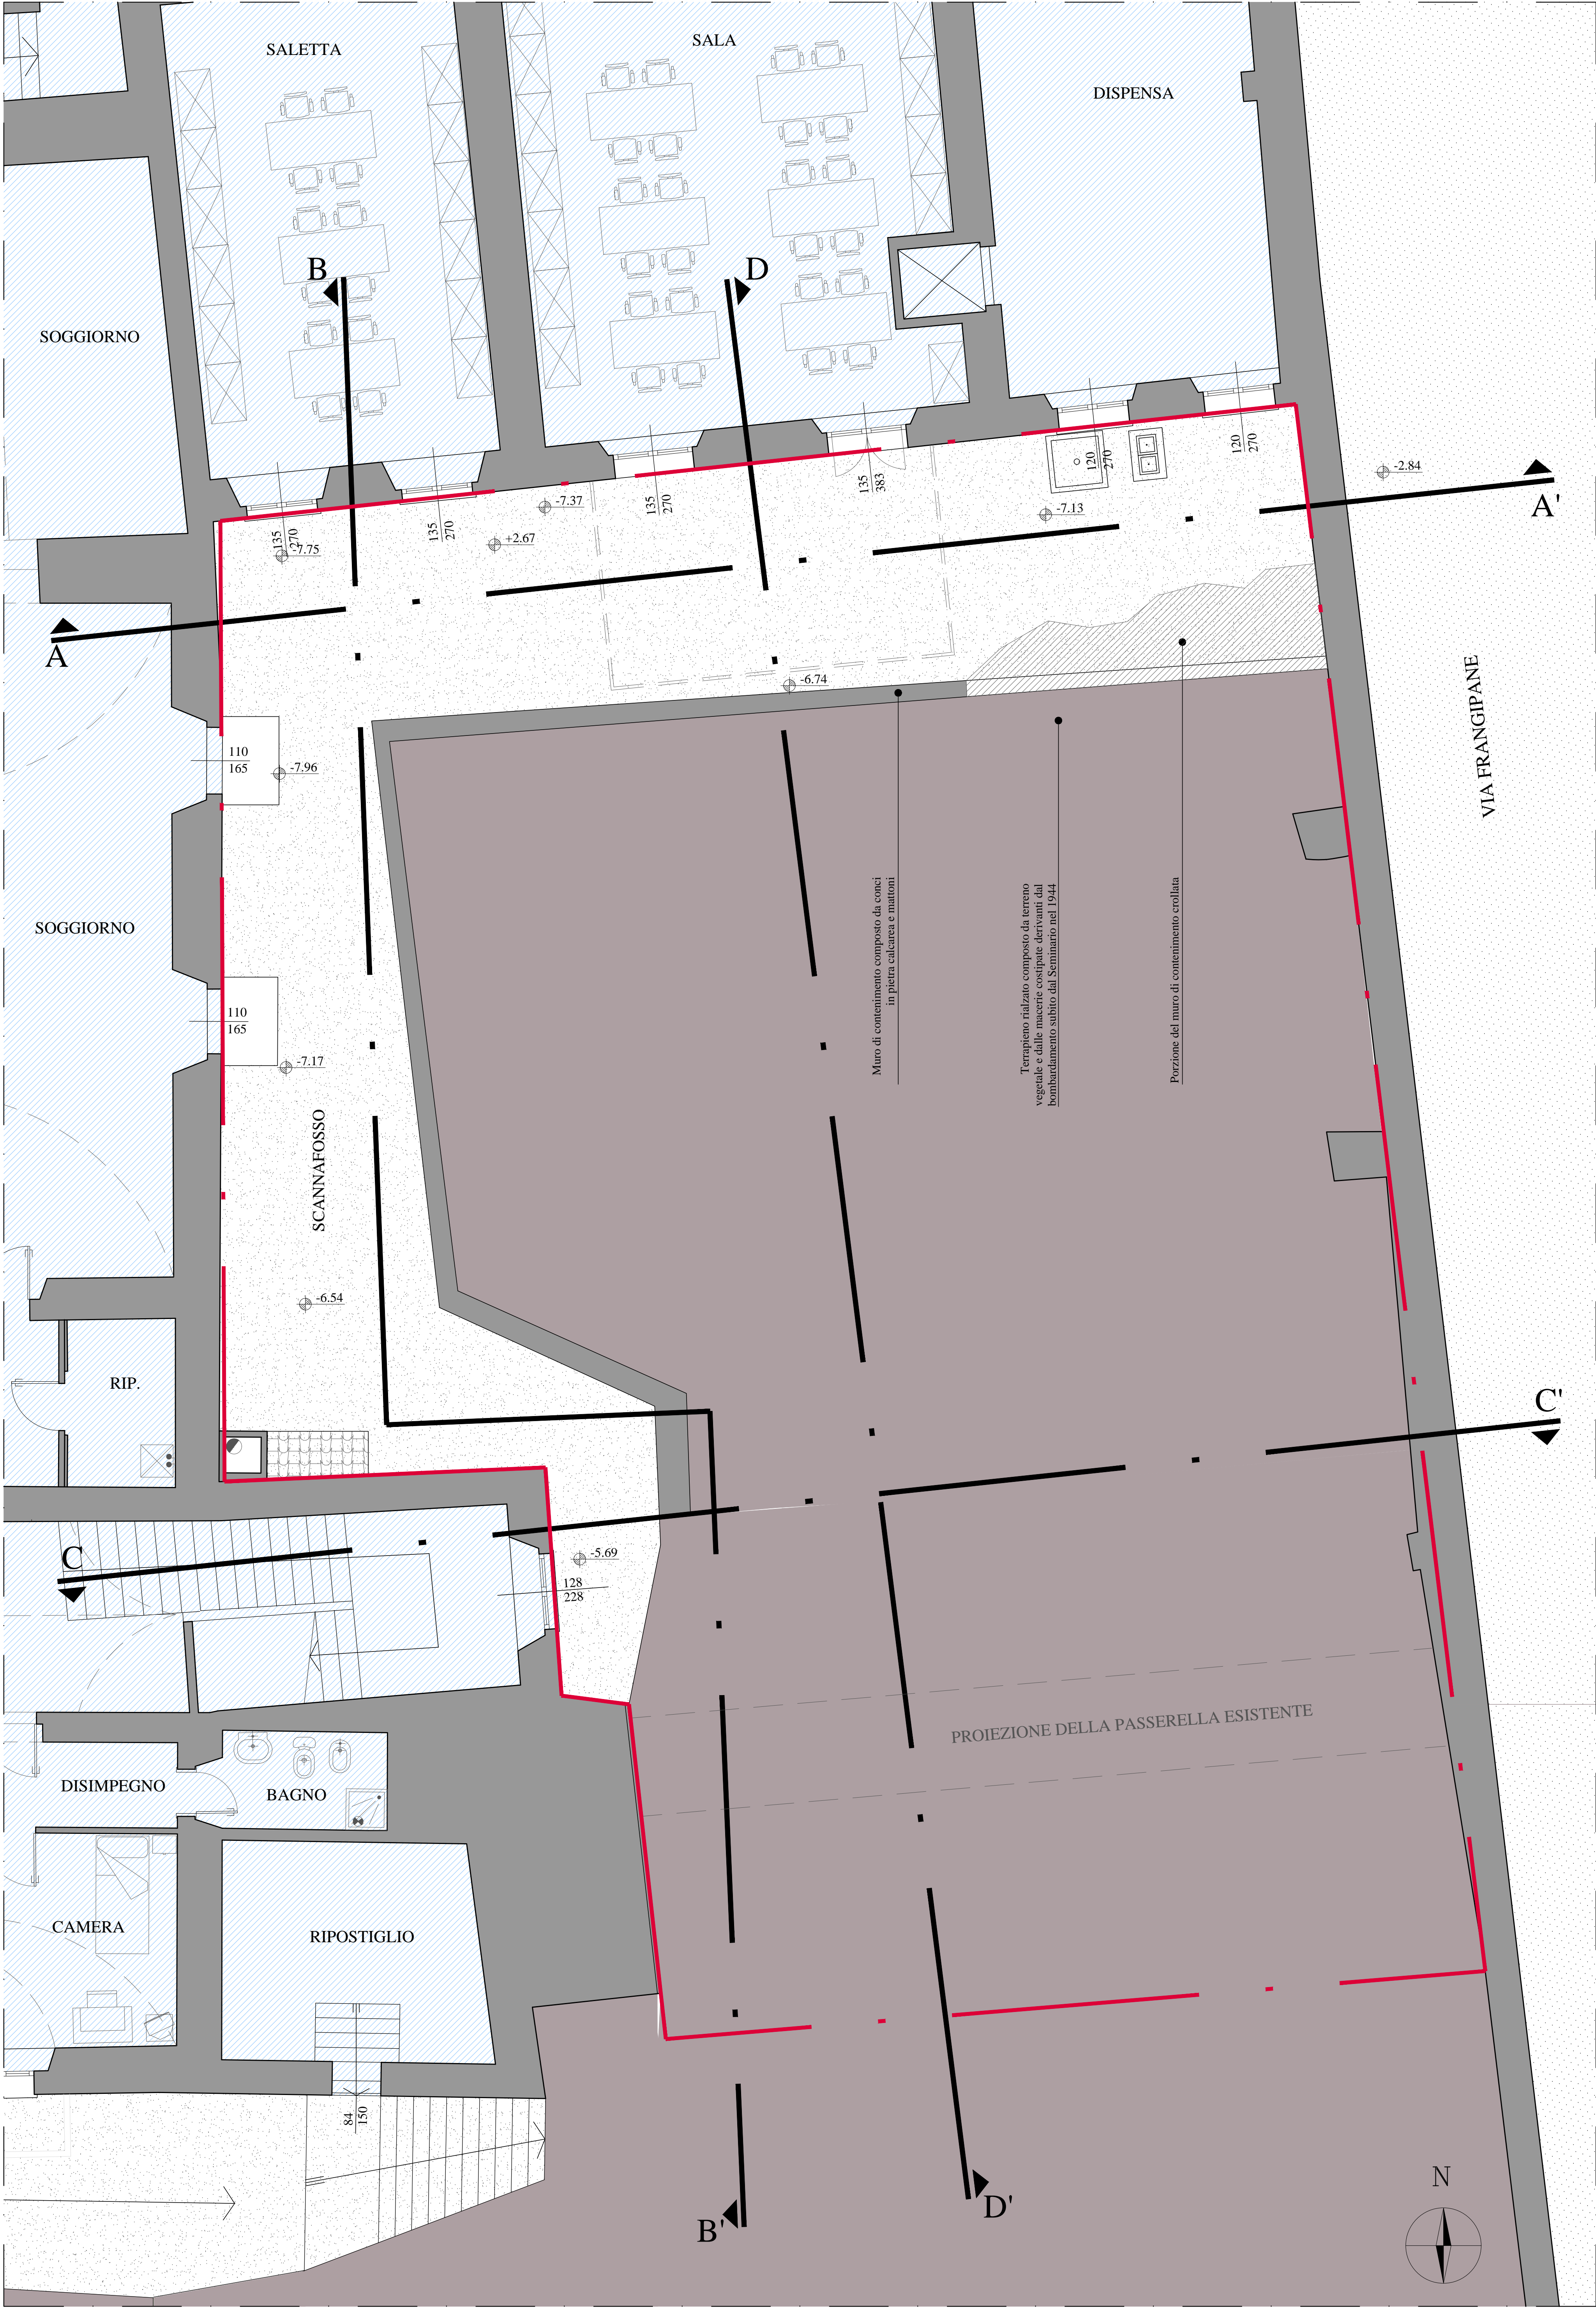 SALETTA
SALA
DISPENSA
B
D
SOGGIORNO
-2.84
A'
120
270
120
270
-7.37
-7.13
135
270
135
383
135
270
135
270
-7.75
+2.67
A
-6.74
VIA FRANGIPANE
110
165
-7.96
SOGGIORNO
Muro di contenimento composto da conci
in pietra calcarea e mattoni
Terrapieno rialzato composto da terreno
vegetale e dalle macerie costipate derivanti dal
bombardamento subito dal Seminario nel 1944
Porzione del muro di contenimento crollata
110
165
-7.17
SCANNAFOSSO
-6.54
RIP.
C'
C
-5.69
128
228
PROIEZIONE DELLA PASSERELLA ESISTENTE
DISIMPEGNO
BAGNO
CAMERA
RIPOSTIGLIO
84
150
B'
D'
N